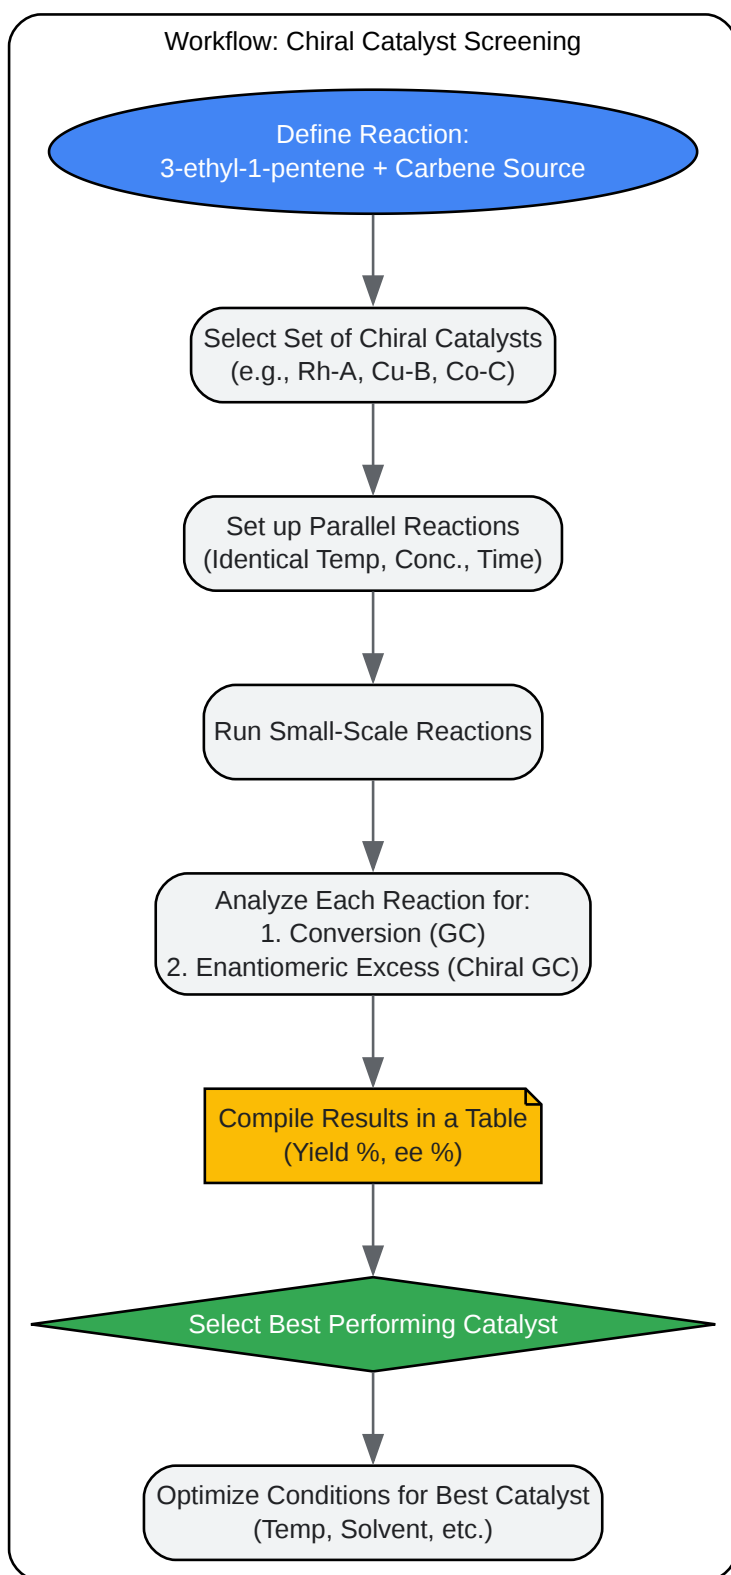 Workflow: Chiral Catalyst Screening
Define Reaction:
3-ethyl-1-pentene + Carbene Source
Select Set of Chiral Catalysts
(e.g., Rh-A, Cu-B, Co-C)
Set up Parallel Reactions
(Identical Temp, Conc., Time)
Run Small-Scale Reactions
Analyze Each Reaction for:
1. Conversion (GC)
2. Enantiomeric Excess (Chiral GC)
Compile Results in a Table
(Yield %, ee %)
Select Best Performing Catalyst
Optimize Conditions for Best Catalyst
(Temp, Solvent, etc.)